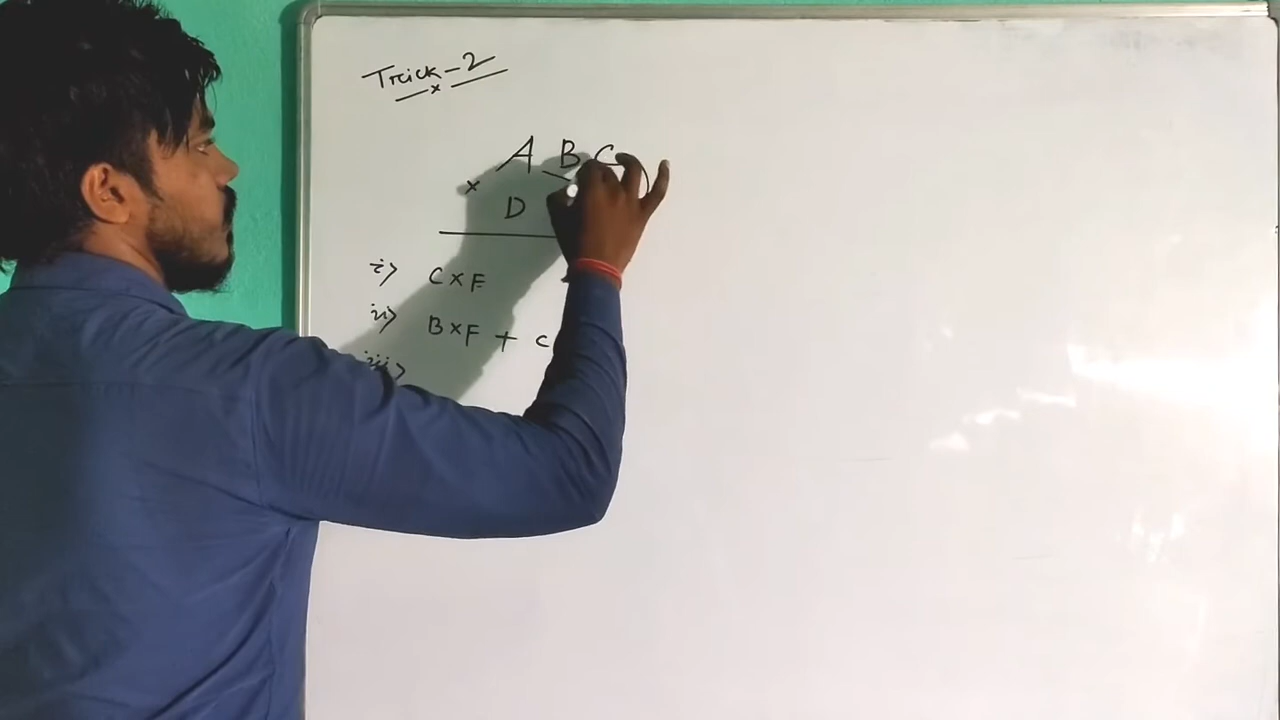 Trick-2
A B C
× D
i> C×F
ii> B×F + C
iii>